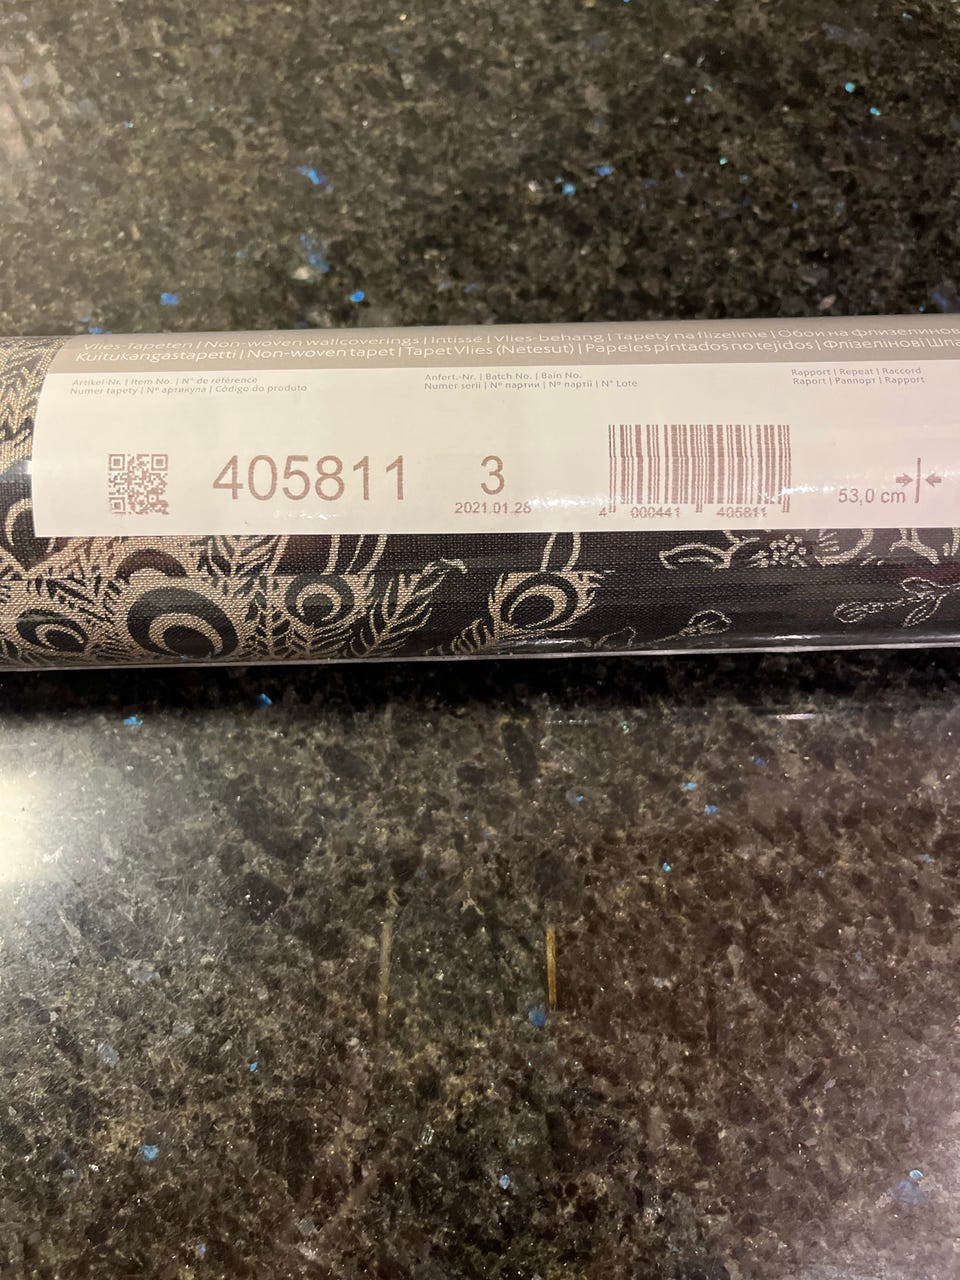 Vlies-Tapeten | Non-woven wallcoverings | Intissé | Vlies-behang | Tapety na flizelinie | Обои на флизелинов
Kuitukangastapetti | Non-woven tapet | Tapet Vlies (Netesut) | Papeles pintados no tejidos | Флізелінові Шпа
Artikel-Nr. | Item No. | N° de référence
Numer tapety | Nº артикула | Código do produto
Anfert.-Nr. | Batch No. | Bain No.
Numer serii | Nº партии | Nº партії | N° Lote
Rapport | Repeat | Raccord
Raport | Раппорт | Rapport
405811
3
2021.01.28
4 000441 405811
53,0 cm